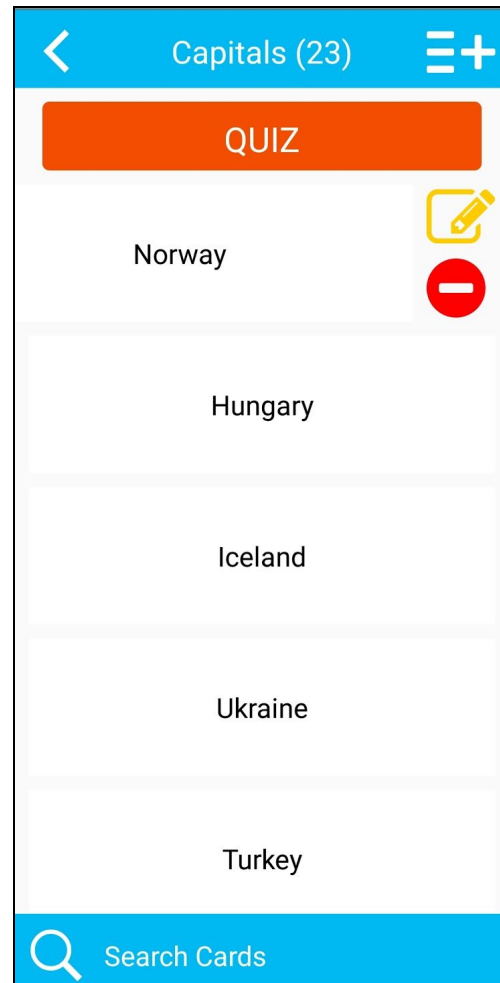 Capitals (23)
QUIZ
Norway
Hungary
Iceland
Ukraine
Turkey
Search Cards